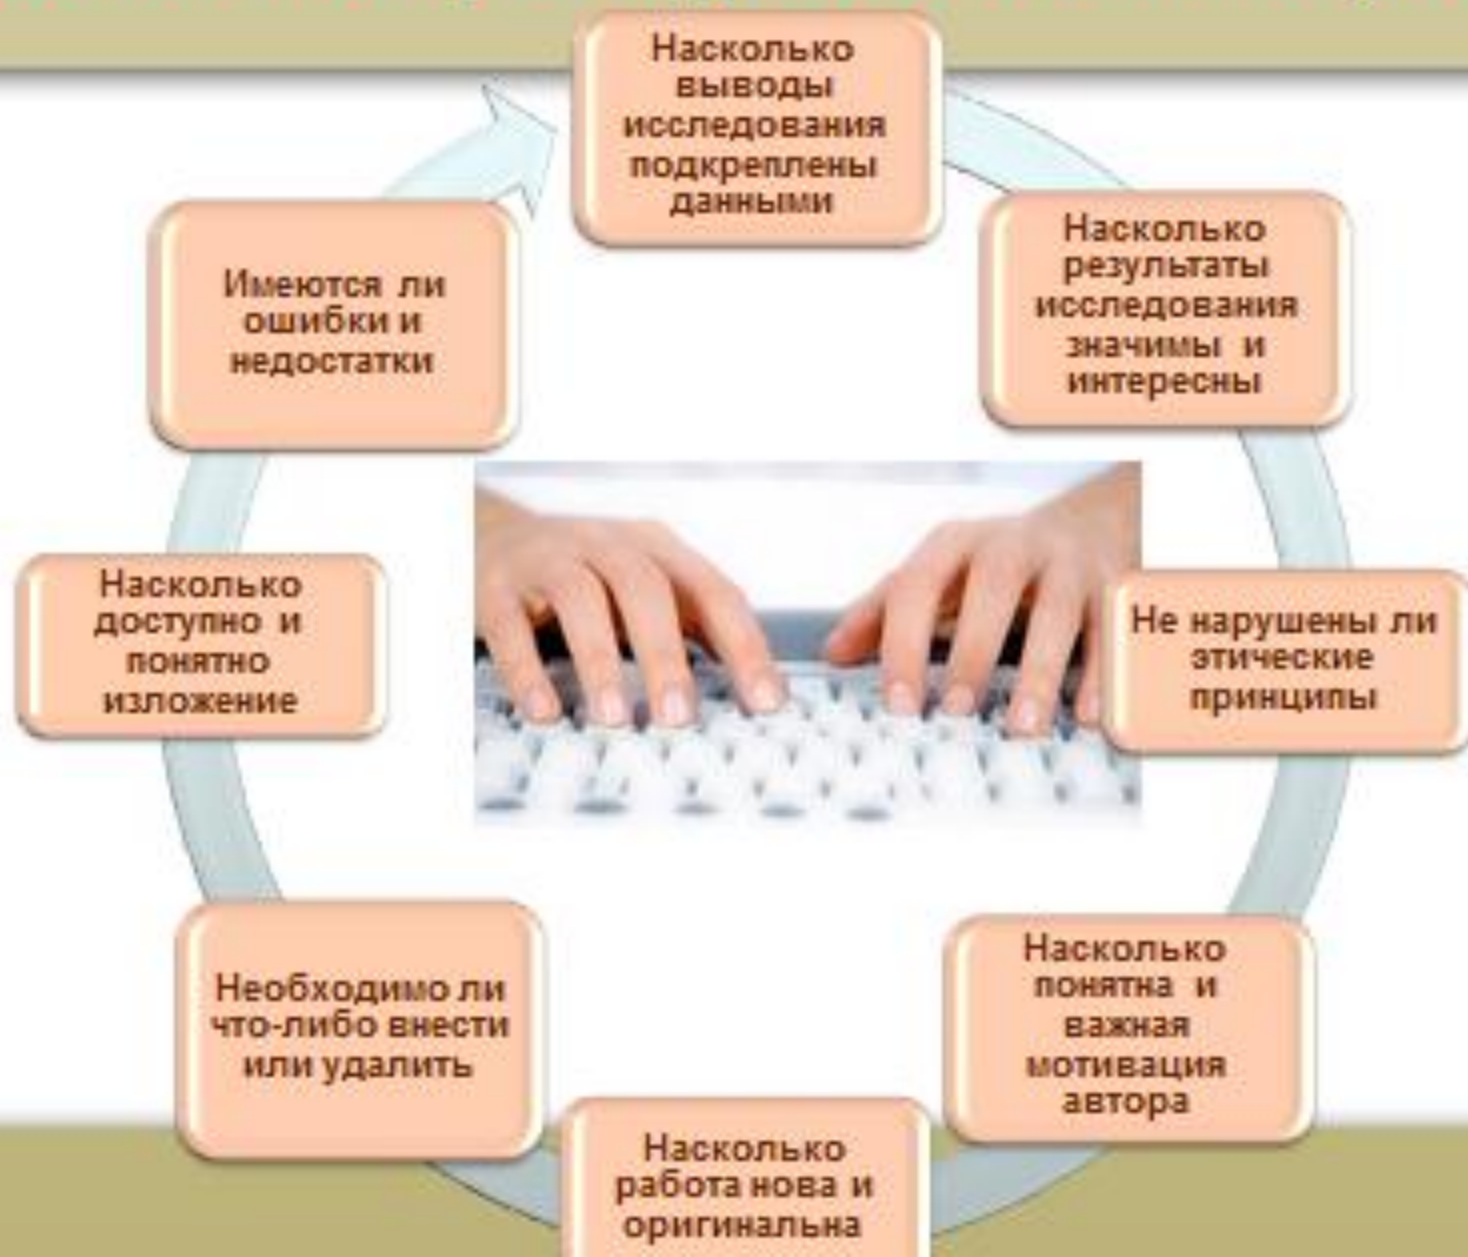 Насколько
выводы
исследования
подкреплены
данными
Насколько
результаты
исследования
значимы и
интересны
Не нарушены ли
этические
принципы
Насколько
понятна и
важная
мотивация
автора
Насколько
работа нова и
оригинальна
Необходимо ли
что-либо внести
или удалить
Насколько
доступно и
понятно
изложение
Имеются ли
ошибки и
недостатки